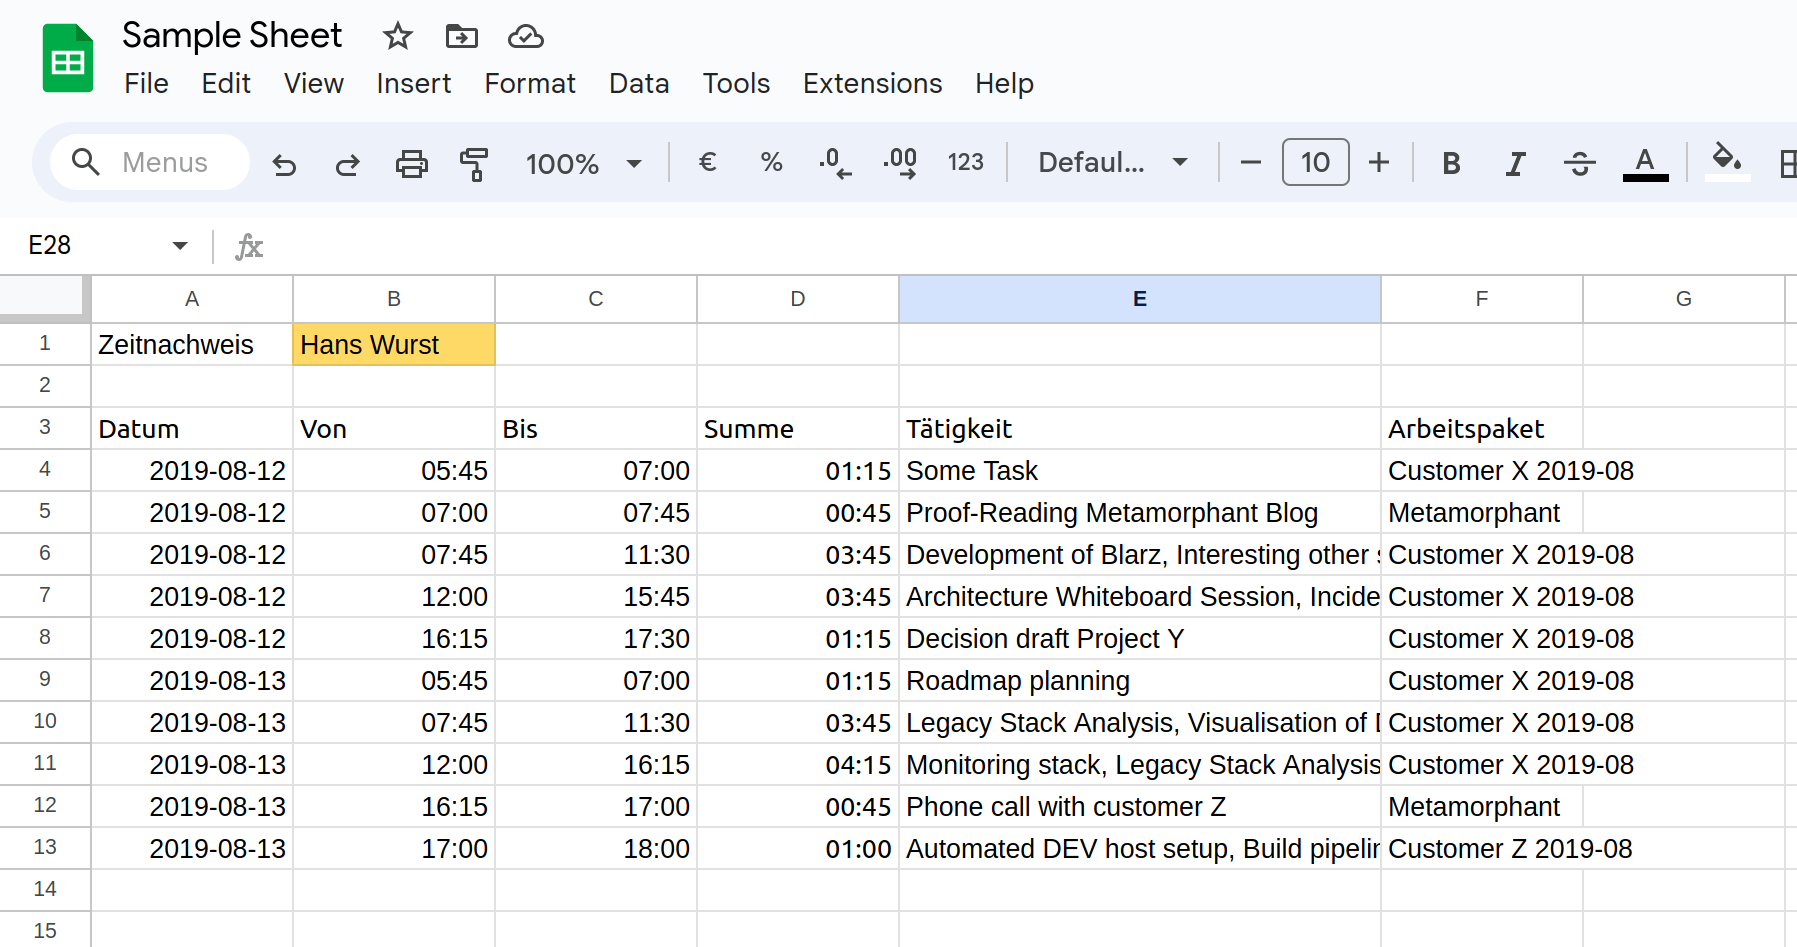 Sample Sheet
File Edit View Insert Format Data Tools Extensions Help
Menus 100% € % .0 .00 123 Defaul... 10 B I S A
E28 fx
A B C D E F G
1 Zeitnachweis Hans Wurst
2
3 Datum Von Bis Summe Tätigkeit Arbeitspaket
4 2019-08-12 05:45 07:00 01:15 Some Task Customer X 2019-08
5 2019-08-12 07:00 07:45 00:45 Proof-Reading Metamorphant Blog Metamorphant
6 2019-08-12 07:45 11:30 03:45 Development of Blarz, Interesting other Customer X 2019-08
7 2019-08-12 12:00 15:45 03:45 Architecture Whiteboard Session, Incide Customer X 2019-08
8 2019-08-12 16:15 17:30 01:15 Decision draft Project Y Customer X 2019-08
9 2019-08-13 05:45 07:00 01:15 Roadmap planning Customer X 2019-08
10 2019-08-13 07:45 11:30 03:45 Legacy Stack Analysis, Visualisation of Customer X 2019-08
11 2019-08-13 12:00 16:15 04:15 Monitoring stack, Legacy Stack Analysis Customer X 2019-08
12 2019-08-13 16:15 17:00 00:45 Phone call with customer Z Metamorphant
13 2019-08-13 17:00 18:00 01:00 Automated DEV host setup, Build pipelin Customer Z 2019-08
14
15